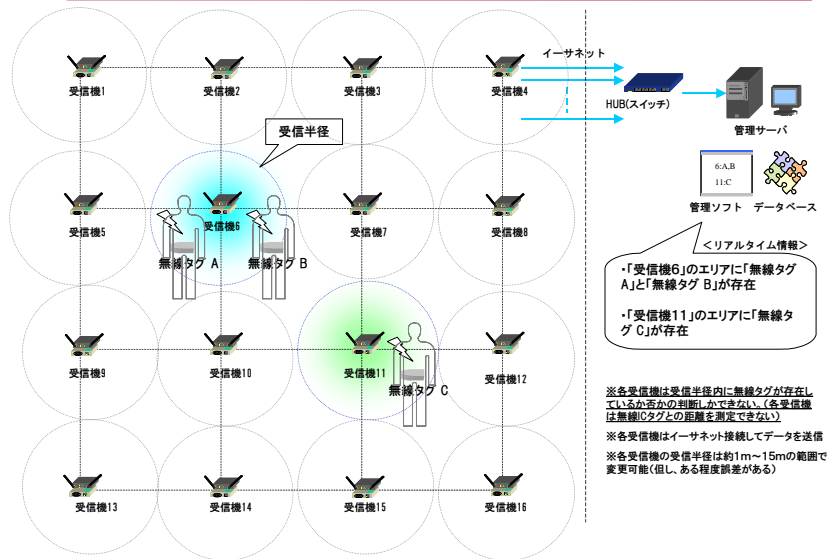 イーサネット
受信機1
受信機2
受信機3
受信機4
HUB(スイッチ)
管理サーバ
受信半径
6:A,B
11:C
管理ソフト
データベース
受信機5
受信機6
受信機7
受信機8
無線タグ A
無線タグ B
<リアルタイム情報>
・「受信機6」のエリアに「無線タグ
A」と「無線タグ B」が存在
・「受信機11」のエリアに「無線タ
グ C」が存在
受信機9
受信機10
受信機11
受信機12
無線タグ C
※各受信機は受信半径内に無線タグが存在し
ているか否かの判断しかできない。(各受信機
は無線ICタグとの距離を測定できない)
※各受信機はイーサネット接続してデータを送信
※各受信機の受信半径は約1m～15mの範囲で
変更可能(但し、ある程度誤差がある)
受信機13
受信機14
受信機15
受信機16